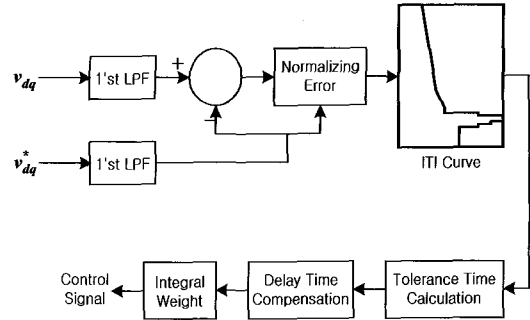 v_dq
1'st LPF
+
−
Normalizing
Error
ITI Curve
v*_dq
1'st LPF
Control
Signal
Integral
Weight
Delay Time
Compensation
Tolerance Time
Calculation